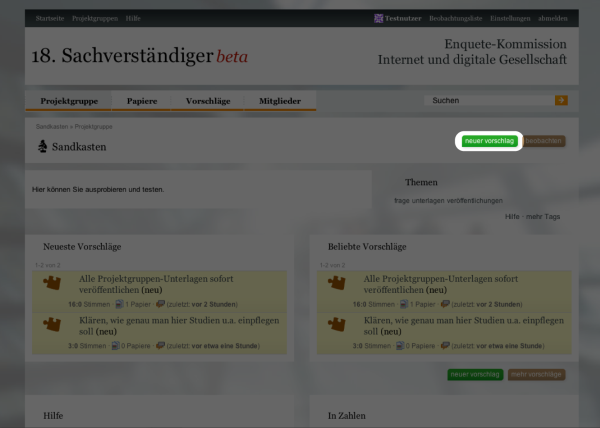 Startseite Projektgruppen Hilfe
Testnutzer Beobachtungsliste Einstellungen abmelden
18. Sachverständiger beta
Enquete-Kommission
Internet und digitale Gesellschaft
Projektgruppe Papiere Vorschläge Mitglieder
Suchen
Sandkasten » Projektgruppe
Sandkasten
neuer vorschlag beobachten
Hier können Sie ausprobieren und testen.
Themen
frage unterlagen veröffentlichungen
Hilfe - mehr Tags
Neueste Vorschläge
1-2 von 2
Alle Projektgruppen-Unterlagen sofort
veröffentlichen (neu)
16:0 Stimmen · 1 Papier · (zuletzt: vor 2 Stunden)
Klären, wie genau man hier Studien u.a. einpflegen
soll (neu)
3:0 Stimmen · 0 Papiere · (zuletzt: vor etwa eine Stunde)
Beliebte Vorschläge
1-2 von 2
Alle Projektgruppen-Unterlagen sofort
veröffentlichen (neu)
16:0 Stimmen · 1 Papier · (zuletzt: vor 2 Stunden)
Klären, wie genau man hier Studien u.a. einpflegen
soll (neu)
3:0 Stimmen · 0 Papiere · (zuletzt: vor etwa eine Stunde)
neuer vorschlag mehr vorschläge
Hilfe
In Zahlen